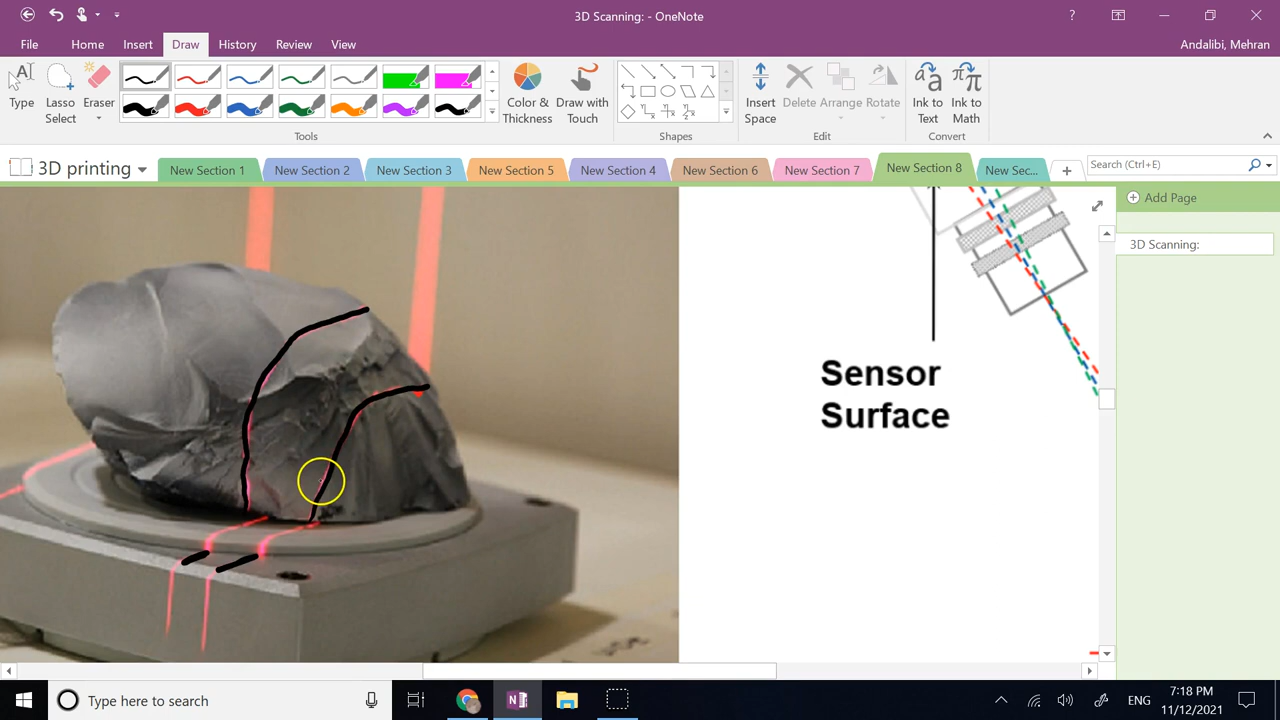 3D Scanning: - OneNote
?
File Home Insert Draw History Review View
Andalibi, Mehran
Type
Lasso Select
Eraser
Color & Thickness
Draw with Touch
Insert Space
Delete
Arrange
Rotate
Ink to Text
Ink to Math
Tools
Shapes
Edit
Convert
3D printing
New Section 1
New Section 2
New Section 3
New Section 5
New Section 4
New Section 6
New Section 7
New Section 8
New Sec...
Search (Ctrl+E)
Add Page
3D Scanning:
Sensor
Surface
Type here to search
ENG
7:18 PM
11/12/2021